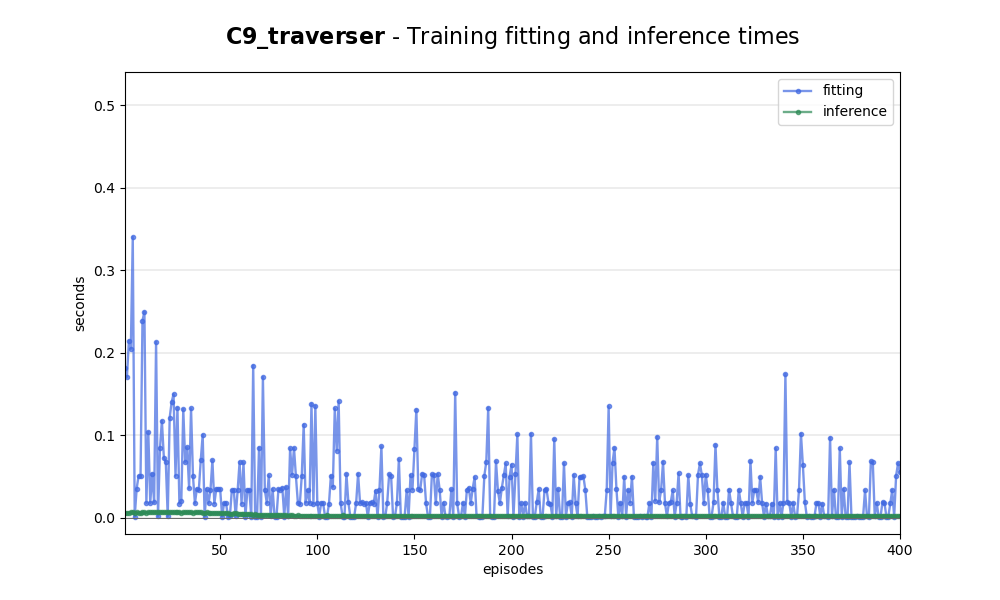 C9_traverser - Training fitting and inference times
fitting
inference
seconds
0.5
0.4
0.3
0.2
0.1
0.0
50
100
150
200
250
300
350
400
episodes